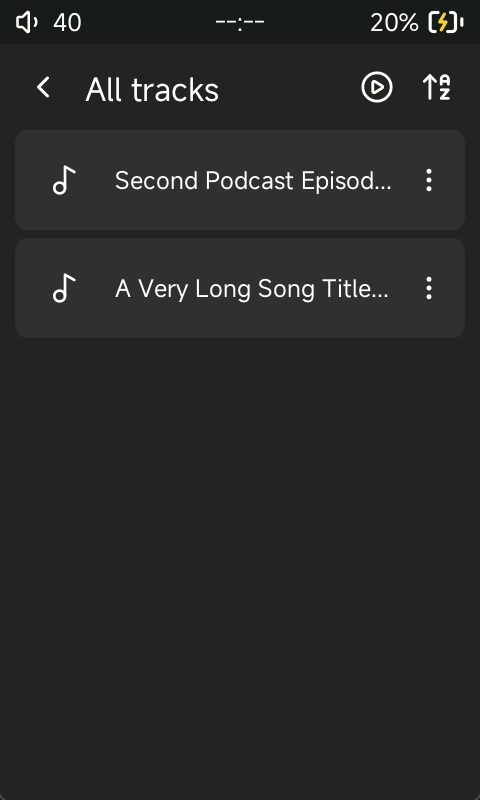 40 --:-- 20%
All tracks
Second Podcast Episod...
A Very Long Song Title...